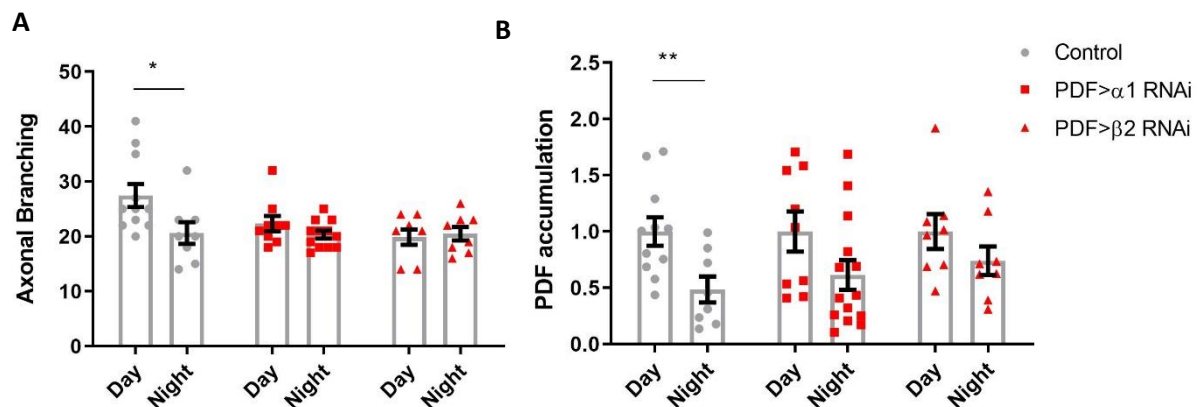 A
Axonal Branching
50
40
30
20
10
0
*
Day
Night
Day
Night
Day
Night
B
PDF accumulation
2.5
2.0
1.5
1.0
0.5
0.0
**
Day
Night
Day
Night
Day
Night
Control
PDF>α1 RNAi
PDF>β2 RNAi